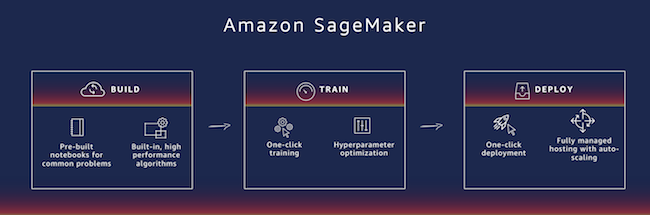 Amazon SageMaker
BUILD
Pre-built
notebooks for
common problems
Built-in, high
performance
algorithms
TRAIN
One-click
training
Hyperparameter
optimization
DEPLOY
One-click
deployment
Fully managed
hosting with auto-
scaling